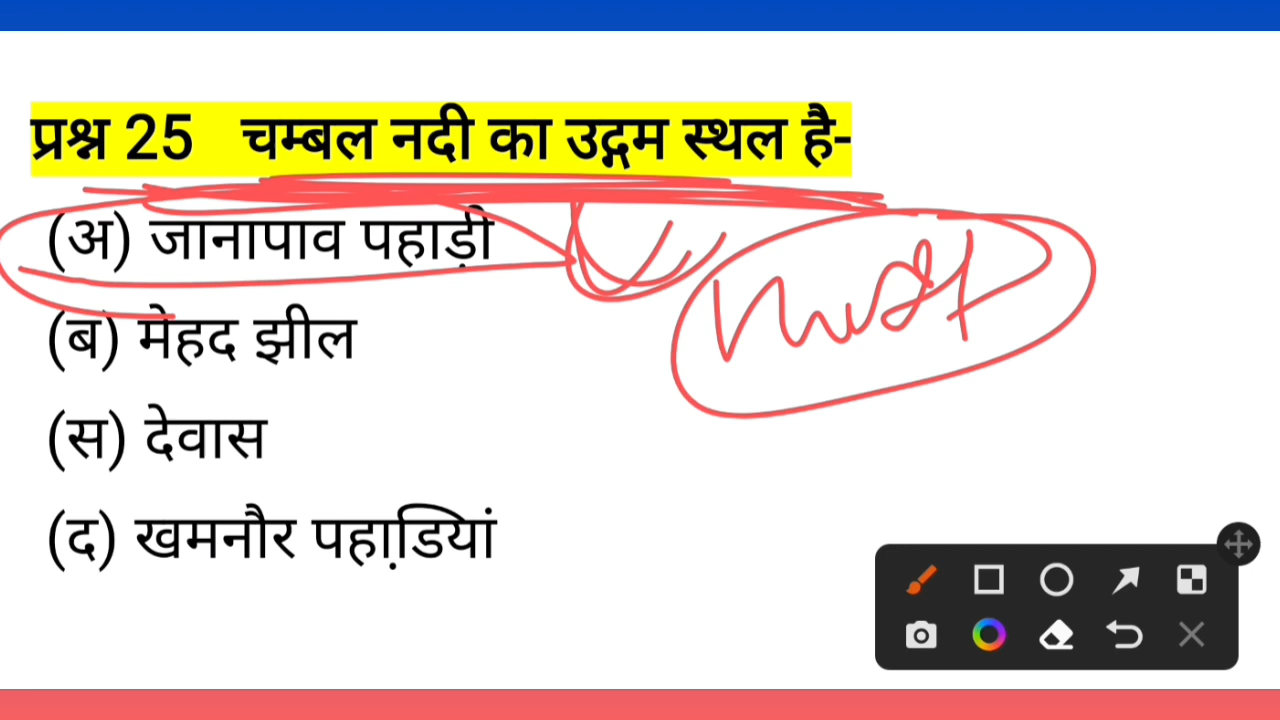 प्रश्न 25 चम्बल नदी का उद्गम स्थल है-
(अ) जानापाव पहाड़ी
(ब) मेहद झील
(स) देवास
(द) खमनौर पहाड़ियां